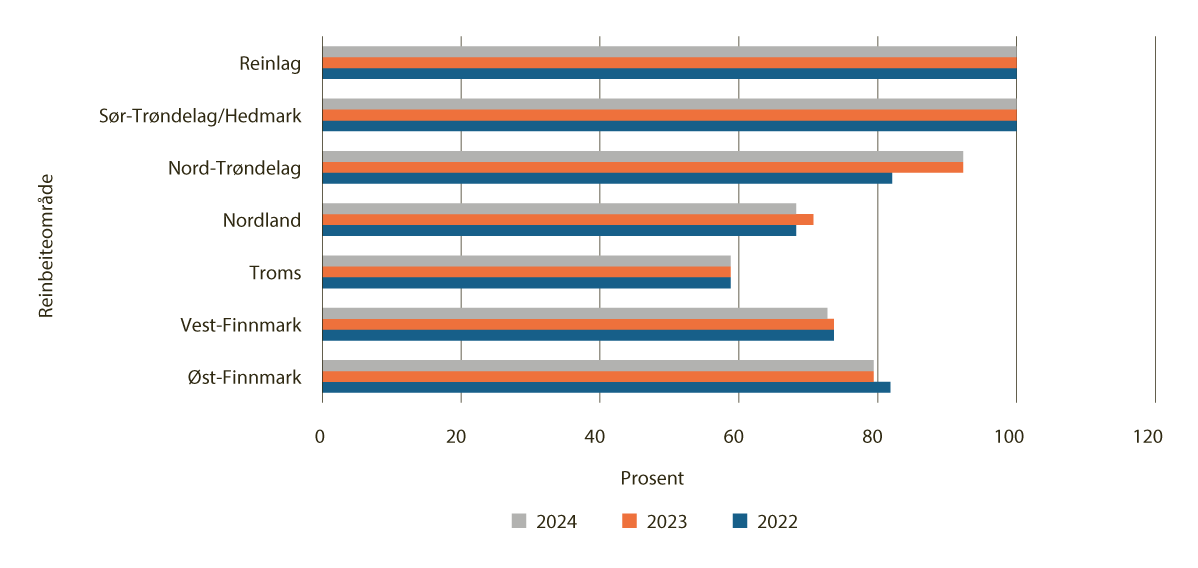 Reinbeiteområde
Reinlag
Sør-Trøndelag/Hedmark
Nord-Trøndelag
Nordland
Troms
Vest-Finnmark
Øst-Finnmark
0 20 40 60 80 100 120
Prosent
2024 2023 2022